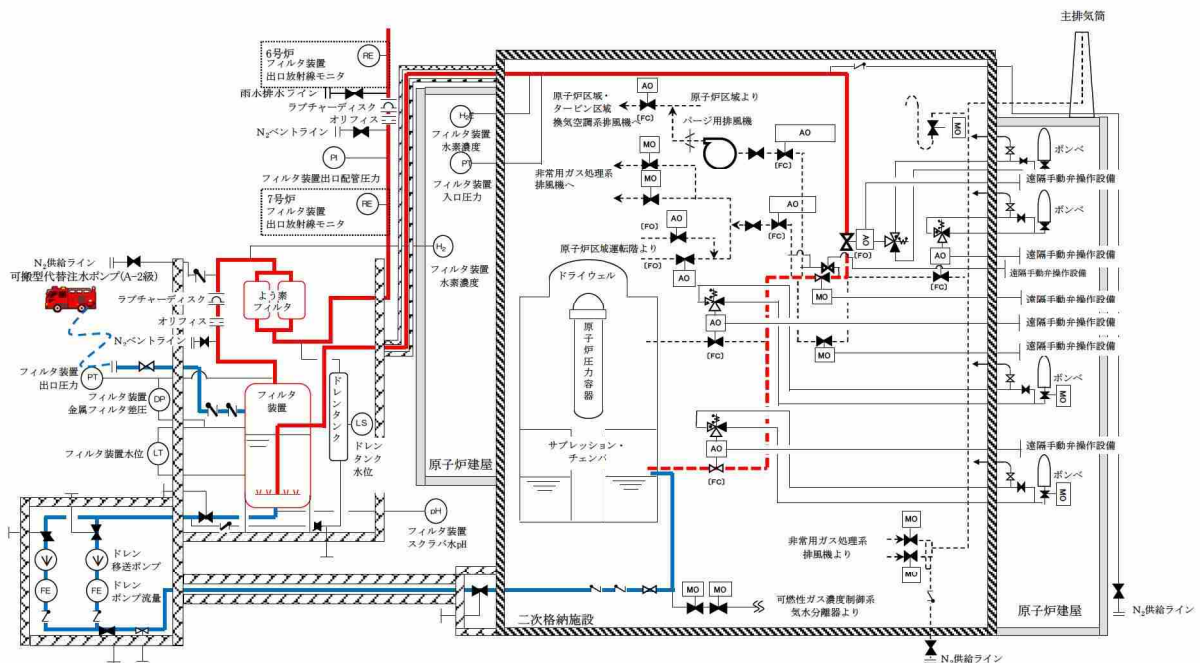 主排気筒
6号炉
フィルタ装置
出口放射線モニタ
RE
雨水排水ライン
ラプチャーディスク
オリフィス
N₂ベントライン
PI
フィルタ装置出口配管圧力
7号炉
フィルタ装置
出口放射線モニタ
RE
フィルタ装置
水素濃度
PT
フィルタ装置
入口圧力
H₂
フィルタ装置
水素濃度
原子炉建屋
N₂供給ライン
可搬型代替注水ポンプ(A-2級)
ラプチャーディスク
オリフィス
N₂ベントライン
よう素
フィルタ
フィルタ装置
出口圧力
PT
フィルタ装置
金属フィルタ差圧
DP
フィルタ装置水位
LT
フィルタ
装置
ドレンタンク
LS
ドレン
タンク
水位
pH
フィルタ装置
スクラバ水pH
ドレン
移送ポンプ
FE
FE
ドレン
ポンプ流量
AO
[FC]
原子炉区域・
タービン区域
換気空調系排風機へ
原子炉区域より
パージ用排風機
AO
[FC]
MO
非常用ガス処理系
排風機へ
MO
AO
[FC]
AO
[FO]
原子炉区域運転階より
[FO]
AO
ドライウェル
原子炉圧力容器
サプレッション・
チェンバ
AO
[FO]
MO
AO
[FC]
AO
(FC)
MO
AO
(FC)
MO
ボンベ
遠隔手動弁操作設備
ボンベ
遠隔手動弁操作設備
遠隔手動弁操作設備
遠隔手動弁操作設備
遠隔手動弁操作設備
遠隔手動弁操作設備
遠隔手動弁操作設備
ボンベ
MO
遠隔手動弁操作設備
ボンベ
MO
MO
非常用ガス処理系
排風機より
MO
MO
MO
可燃性ガス濃度制御系
気水分離器より
二次格納施設
原子炉建屋
N₂供給ライン
N₂供給ライン